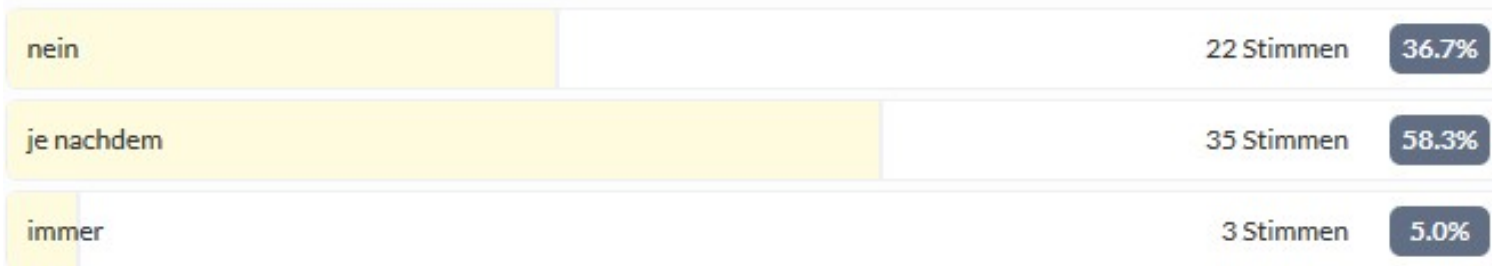 nein 22 Stimmen 36.7%
je nachdem 35 Stimmen 58.3%
immer 3 Stimmen 5.0%